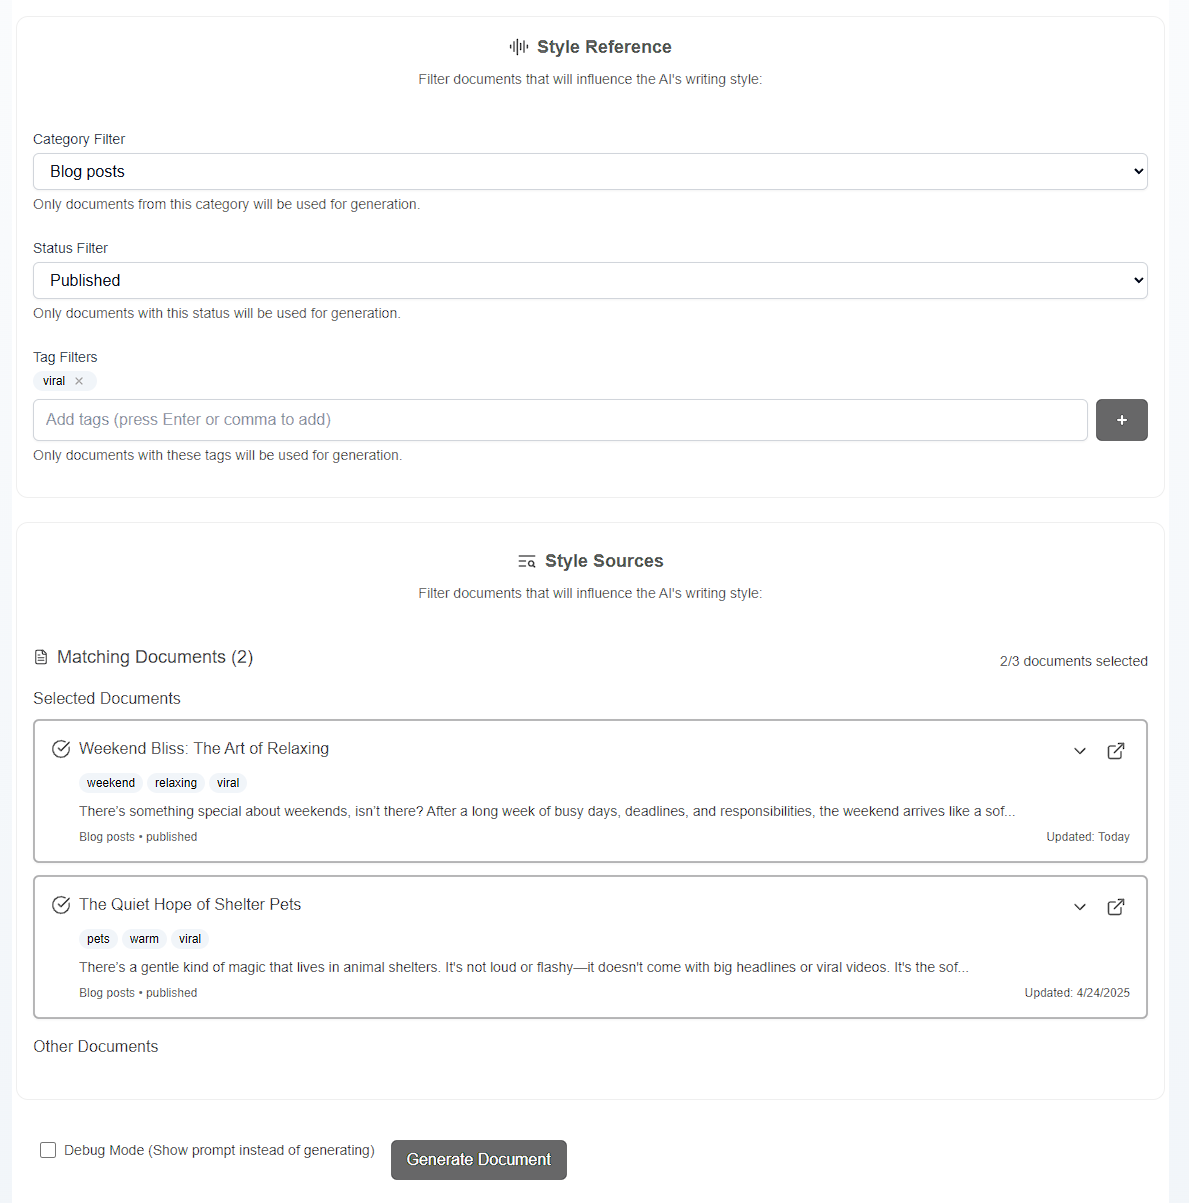 Style Reference
Filter documents that will influence the AI's writing style:
Category Filter
Blog posts
Only documents from this category will be used for generation.
Status Filter
Published
Only documents with this status will be used for generation.
Tag Filters
viral ×
Add tags (press Enter or comma to add)
+
Only documents with these tags will be used for generation.
Style Sources
Filter documents that will influence the AI's writing style:
Matching Documents (2)
2/3 documents selected
Selected Documents
Weekend Bliss: The Art of Relaxing
weekend relaxing viral
There’s something special about weekends, isn’t there? After a long week of busy days, deadlines, and responsibilities, the weekend arrives like a sof...
Blog posts • published
Updated: Today
The Quiet Hope of Shelter Pets
pets warm viral
There’s a gentle kind of magic that lives in animal shelters. It's not loud or flashy—it doesn't come with big headlines or viral videos. It's the sof...
Blog posts • published
Updated: 4/24/2025
Other Documents
Debug Mode (Show prompt instead of generating)
Generate Document